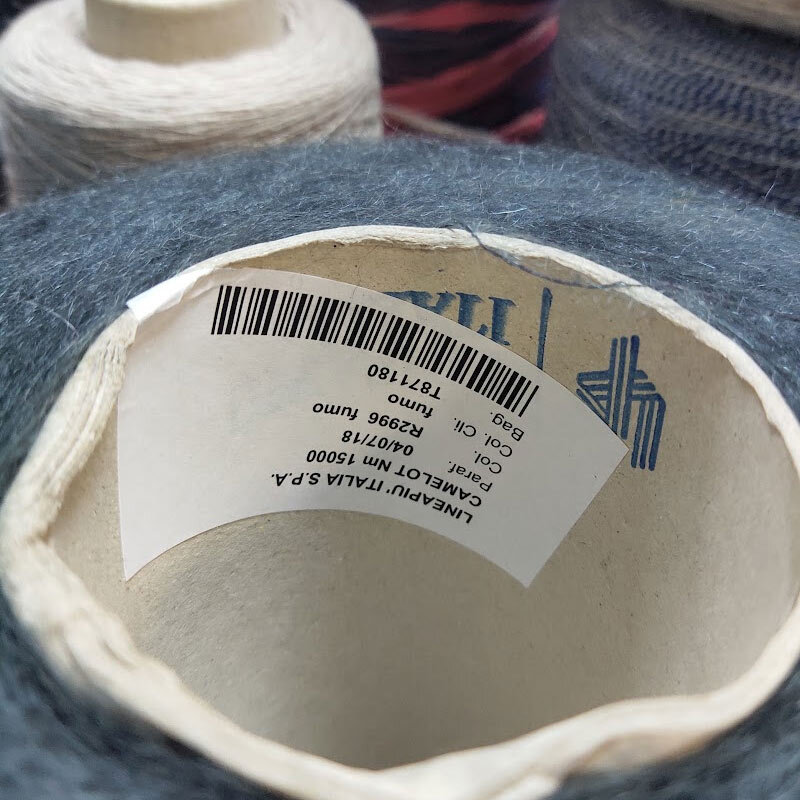 LINEAPIU' ITALIA S.P.A.
CAMELOT Nm 15000
Paraf. 04/07/18
Col. R2996 fumo
Col. Cli. fumo
Bag. T871180